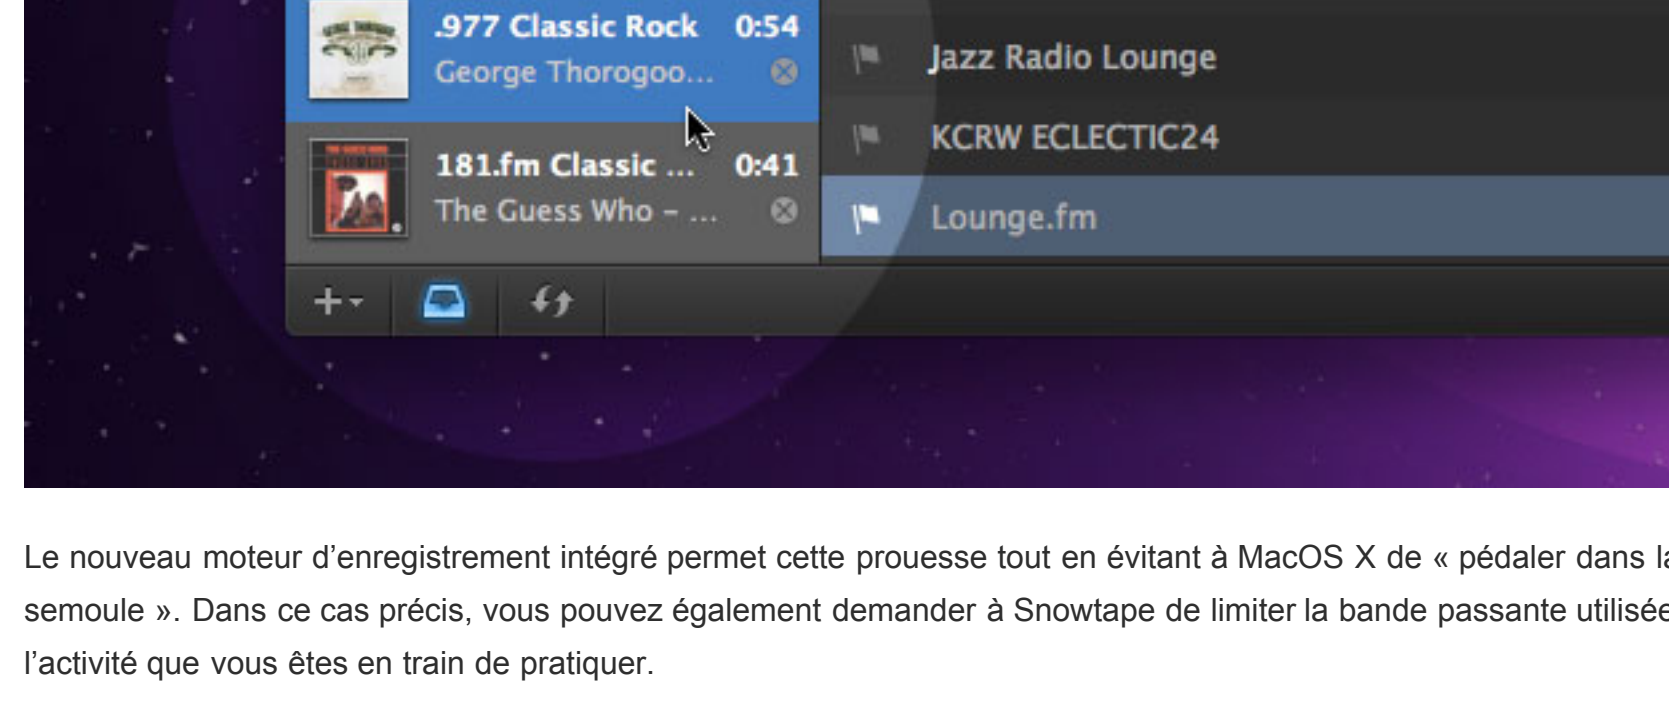 .977 Classic Rock 0:54
George Thorogoo...
181.fm Classic ... 0:41
The Guess Who – ...
Jazz Radio Lounge
KCRW ECLECTIC24
Lounge.fm
Le nouveau moteur d’enregistrement intégré permet cette prouesse tout en évitant à MacOS X de « pédaler dans la
semoule ». Dans ce cas précis, vous pouvez également demander à Snowtape de limiter la bande passante utilisée
l’activité que vous êtes en train de pratiquer.